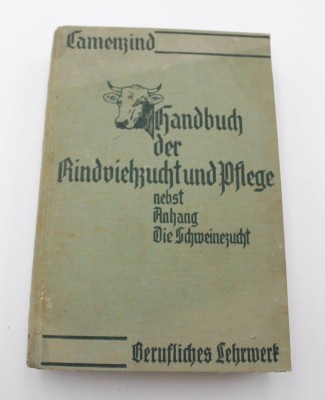 Camenzind
Handbuch
der
Rindviehzucht und Pflege
nebst
Anhang
Die Schweinezucht
Berufliches Lehrwerk